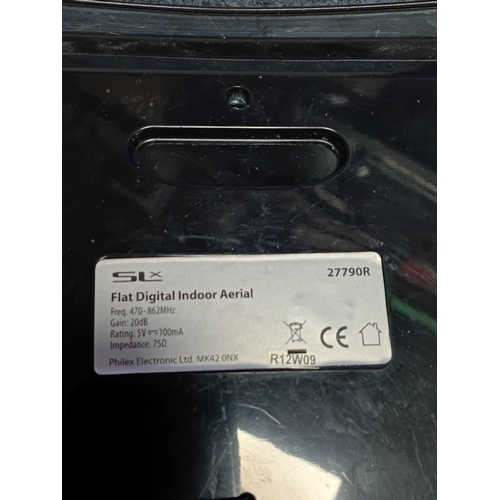 SLx 27790R
Flat Digital Indoor Aerial
Freq. 470-862MHz
Gain: 20dB
Rating: 5V⎓100mA
Impedance: 75Ω
Philex Electronic Ltd. MK42 0NX
R12W09
CE